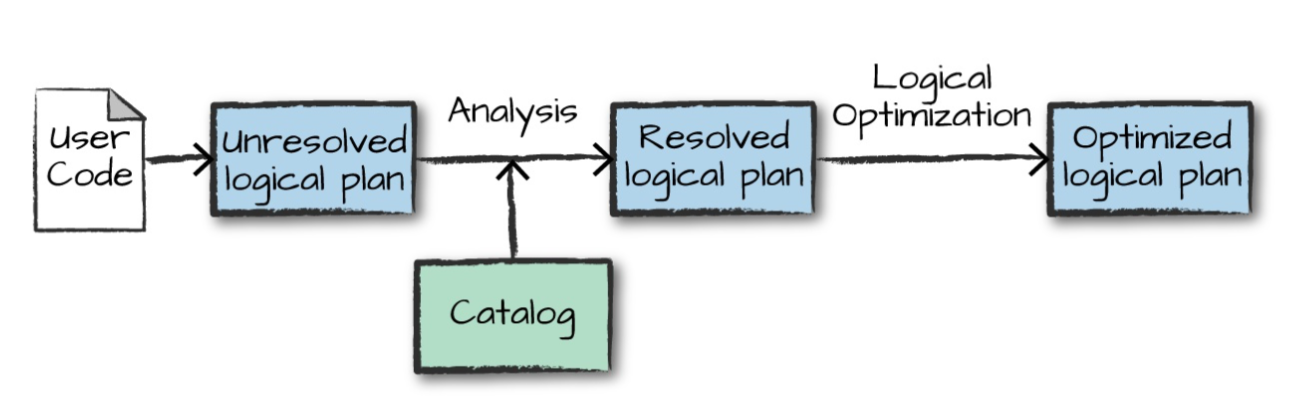 User
Code
Unresolved
logical plan
Analysis
Catalog
Resolved
logical plan
Logical
Optimization
Optimized
logical plan